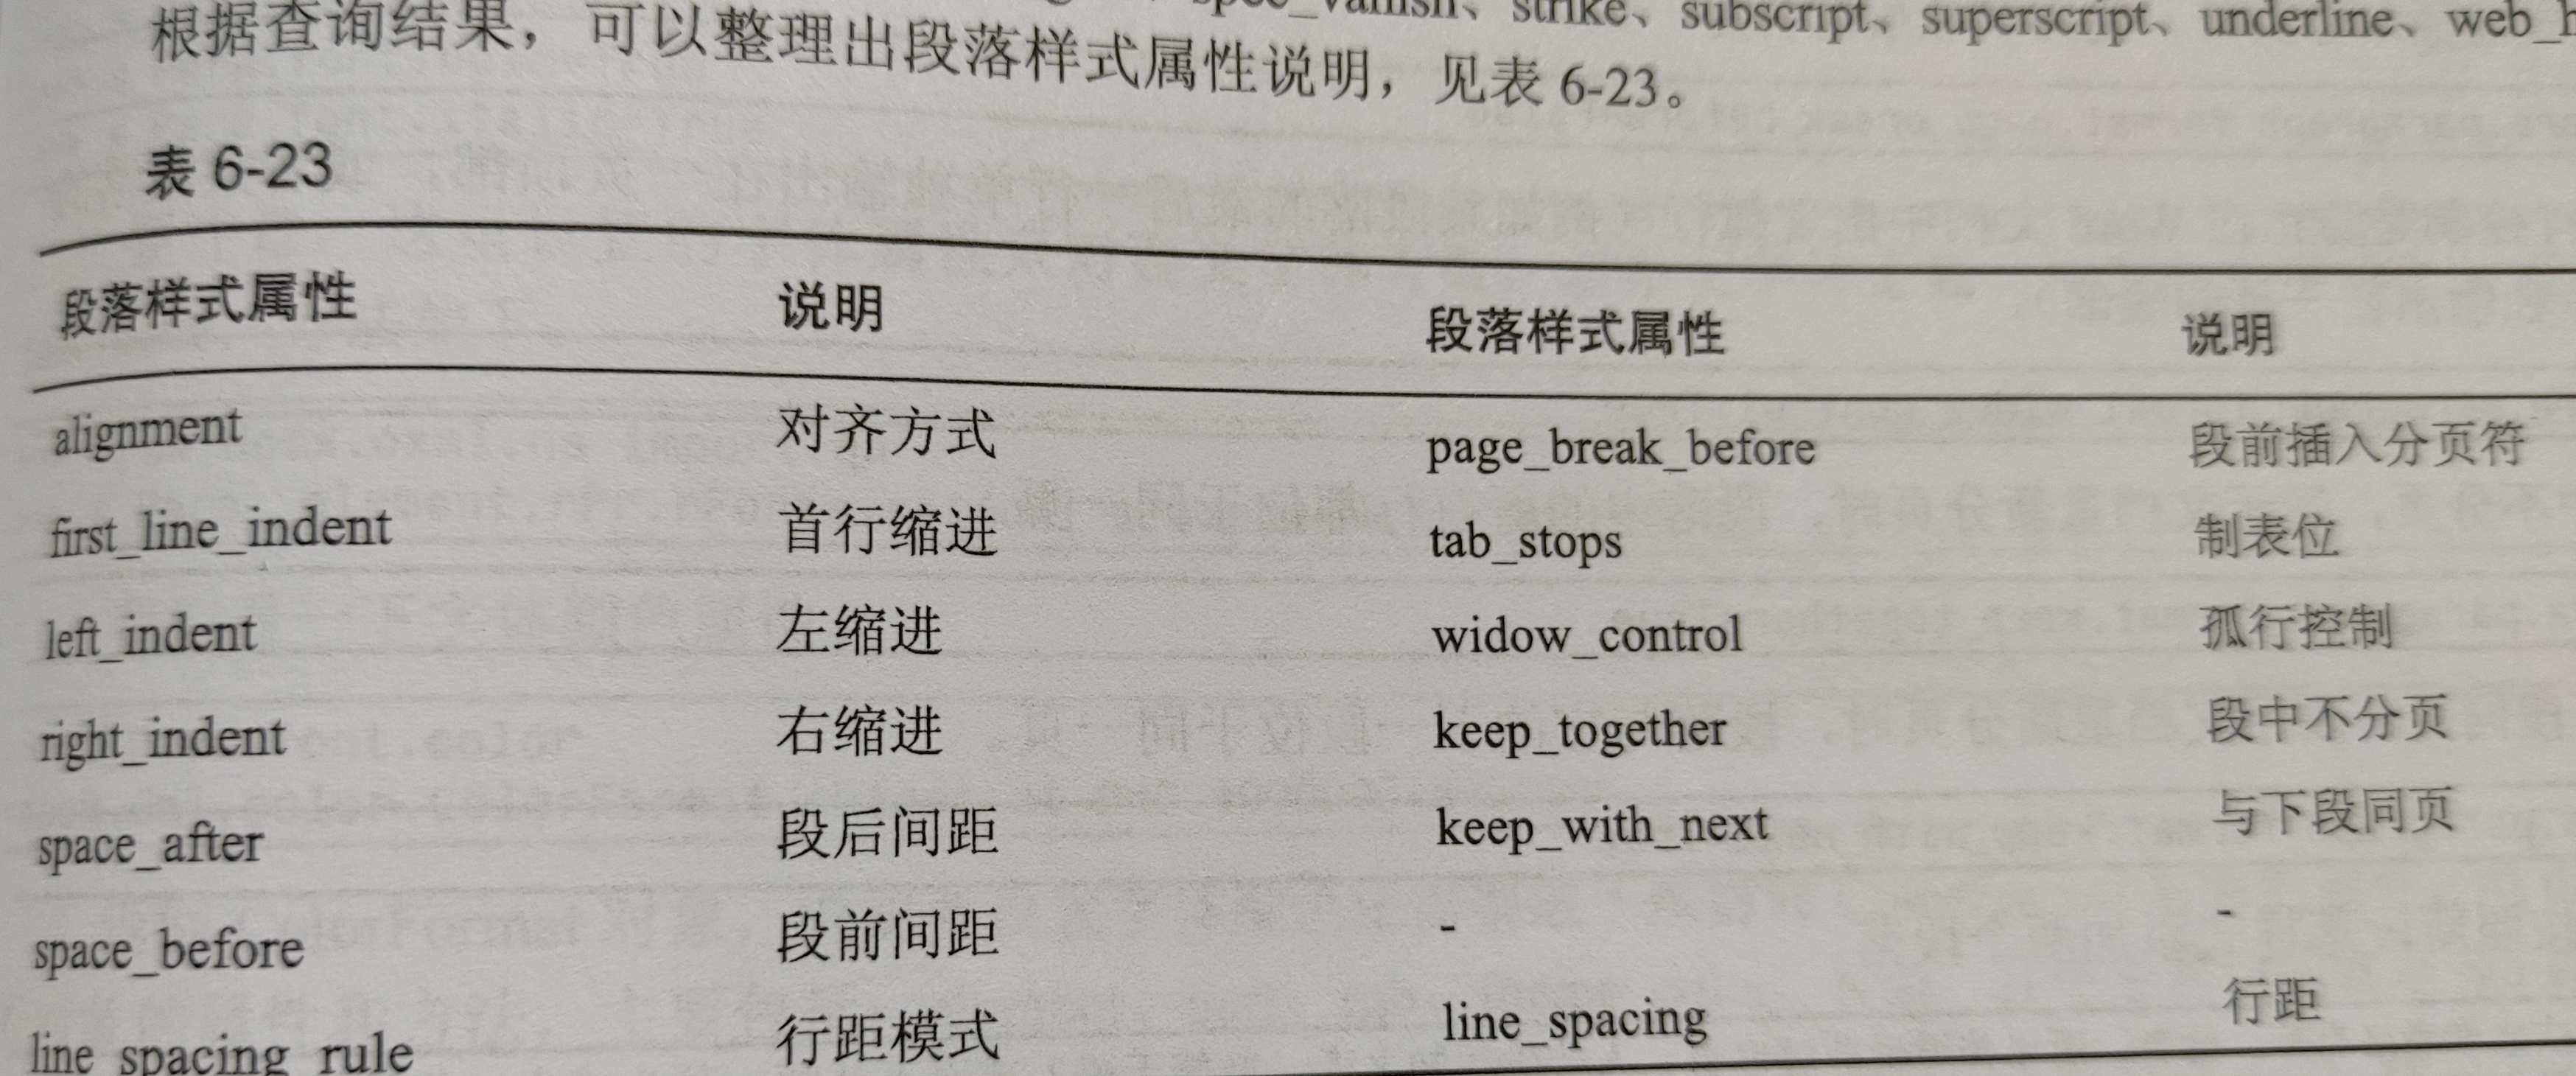 strike、subscript、superscript、underline、
根据查询结果，可以整理出段落样式属性说明，见表 6-23。
表 6-23
段落样式属性 说明 段落样式属性 说明
alignment 对齐方式 page_break_before 段前插入分页符
first_line_indent 首行缩进 tab_stops 制表位
left_indent 左缩进 widow_control 孤行控制
right_indent 右缩进 keep_together 段中不分页
space_after 段后间距 keep_with_next 与下段同页
space_before 段前间距 - -
line_spacing_rule 行距模式 line_spacing 行距